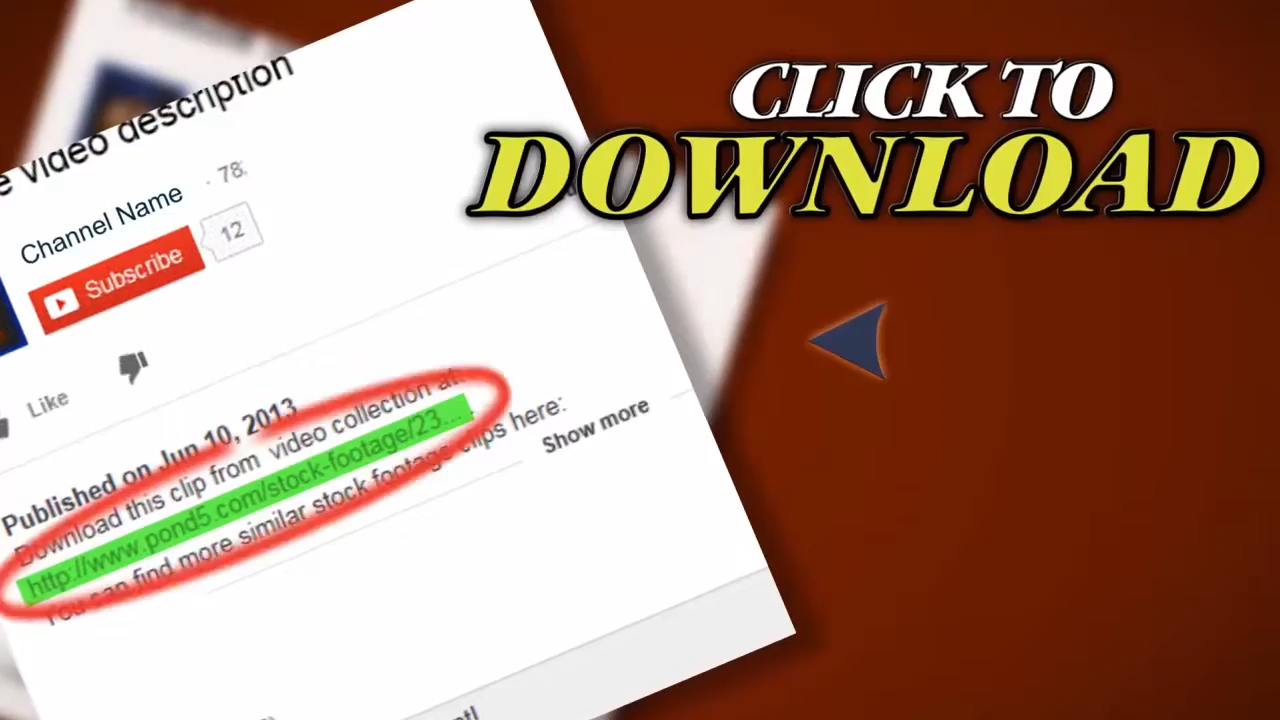 CLICK TO
DOWNLOAD
video description
Channel Name
Subscribe
12
Like
Published on Jun 10, 2013
Download this clip from video collection at:
http://www.pond5.com/stock-footage/23...
You can find more similar stock footage clips here:
Show more